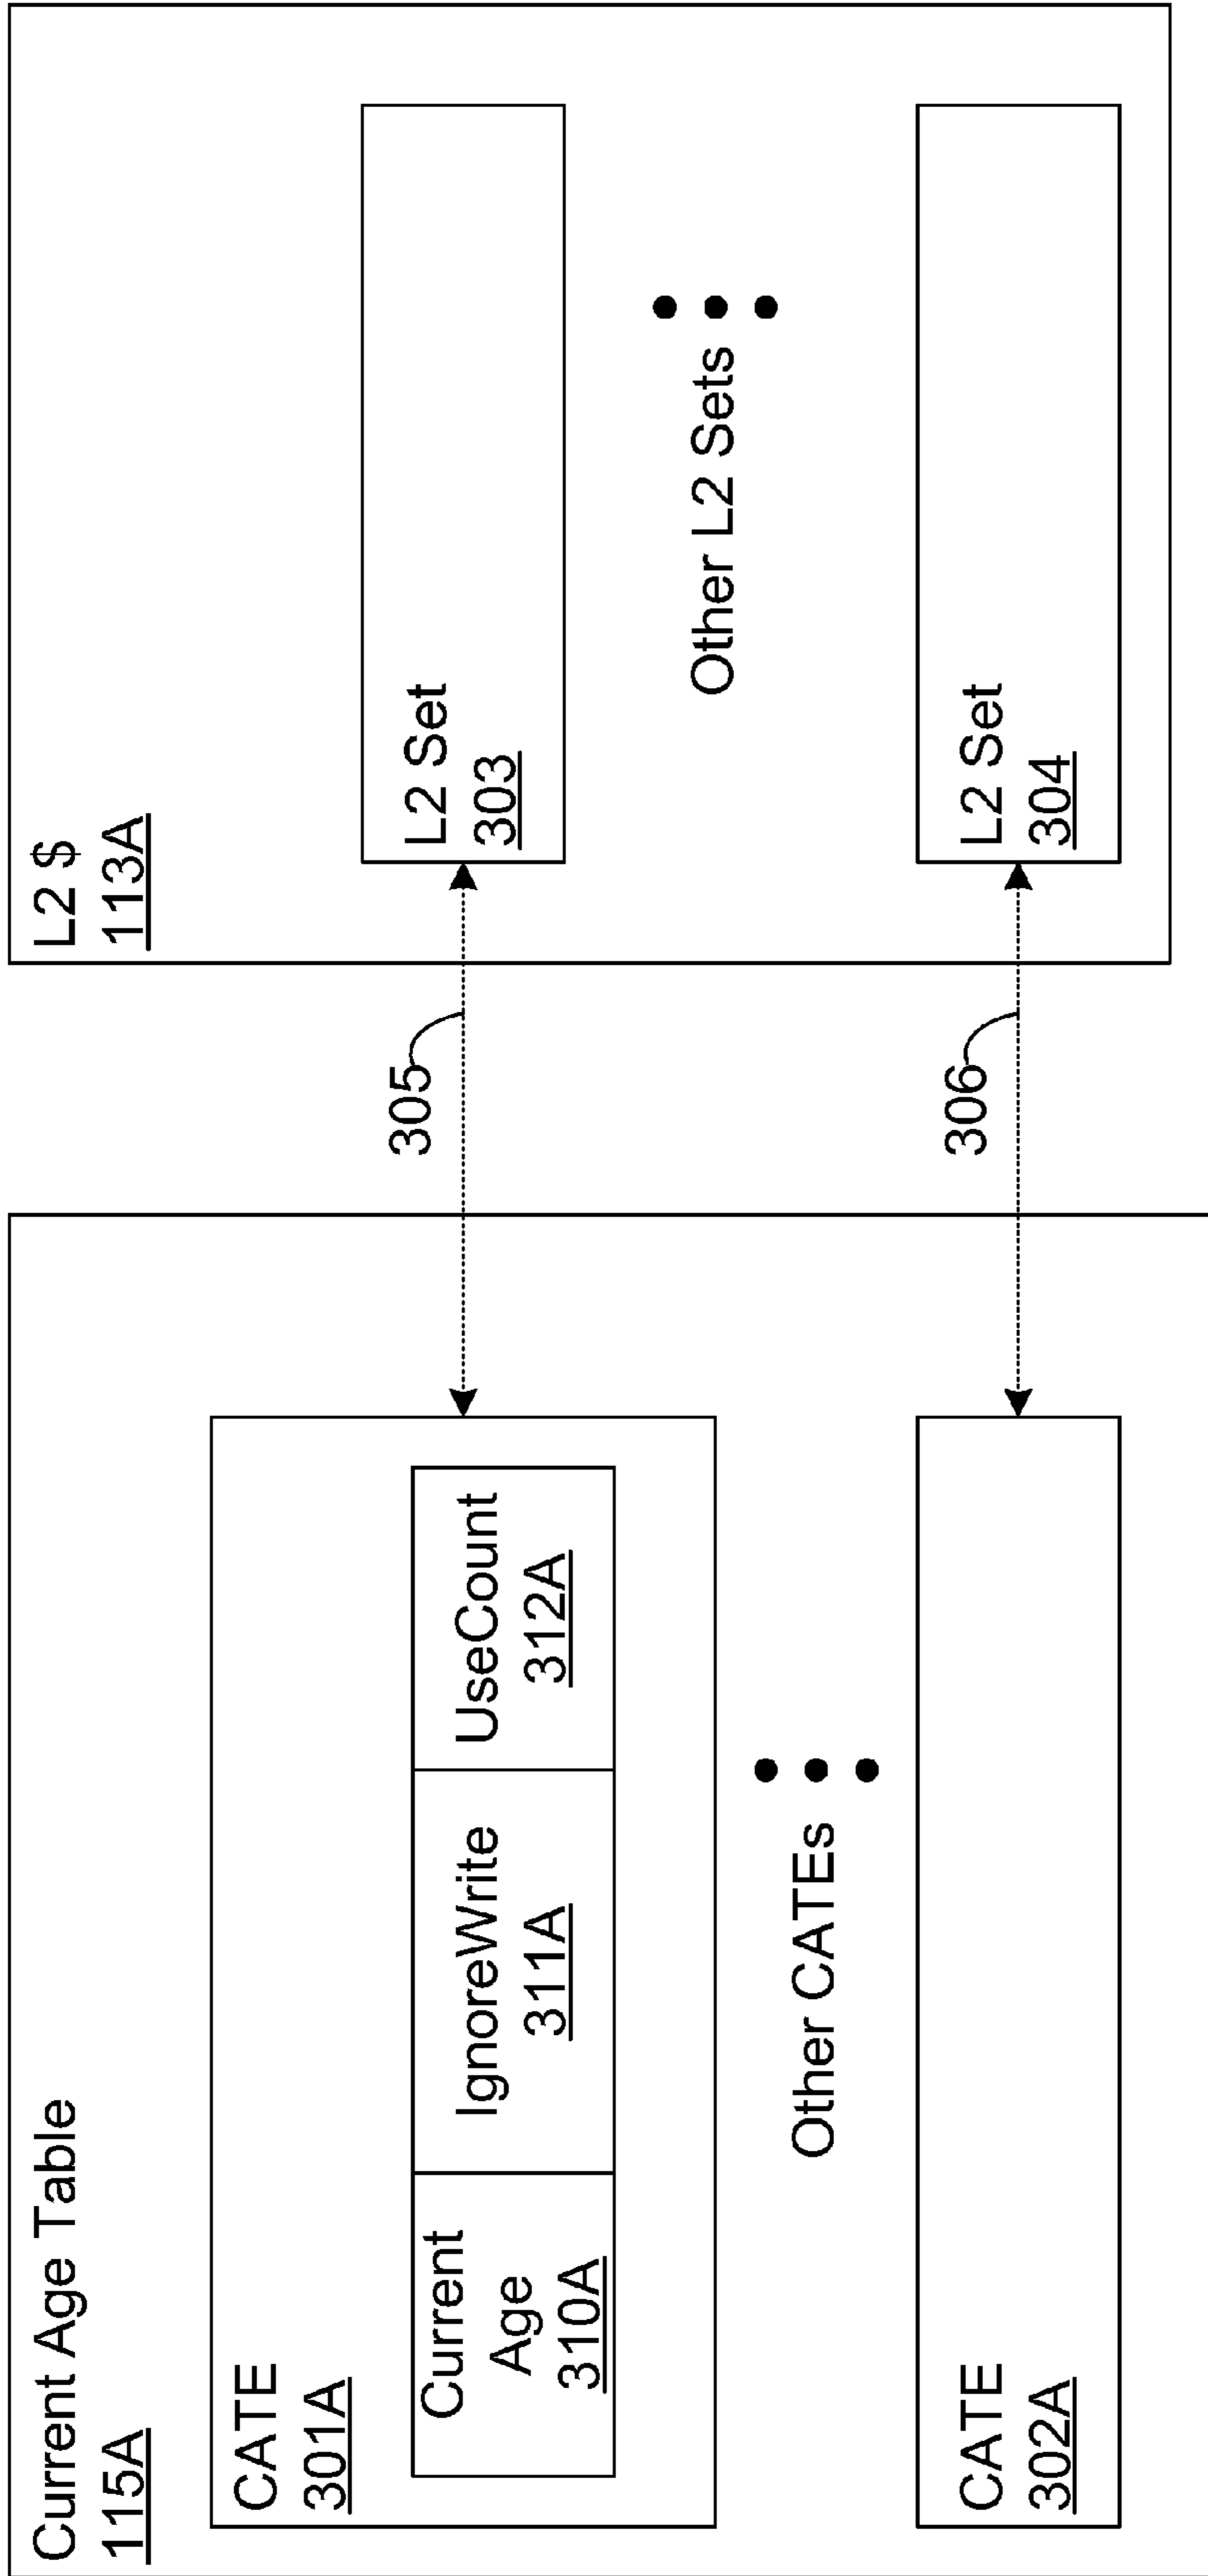 Current Age Table
115A
CATE
301A
Current
Age
310A
IgnoreWrite
311A
UseCount
312A
Other CATEs
CATE
302A
305
306
L2 $
113A
L2 Set
303
Other L2 Sets
L2 Set
304